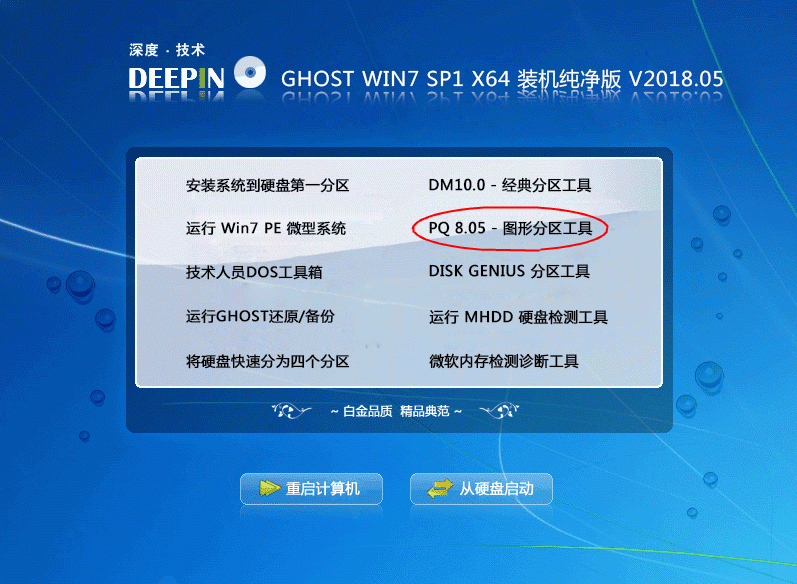 深度·技术
DEEPIN
GHOST WIN7 SP1 X64 装机纯净版 V2018.05
安装系统到硬盘第一分区
DM10.0 - 经典分区工具
运行 Win7 PE 微型系统
PQ 8.05 - 图形分区工具
技术人员DOS工具箱
DISK GENIUS 分区工具
运行GHOST还原/备份
运行 MHDD 硬盘检测工具
将硬盘快速分为四个分区
微软内存检测诊断工具
~ 白金品质 精品典范 ~
重启计算机
从硬盘启动